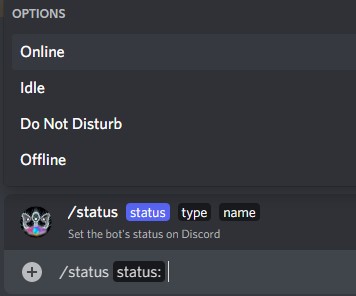 OPTIONS
Online
Idle
Do Not Disturb
Offline
/status status type name
Set the bot's status on Discord
/status status: